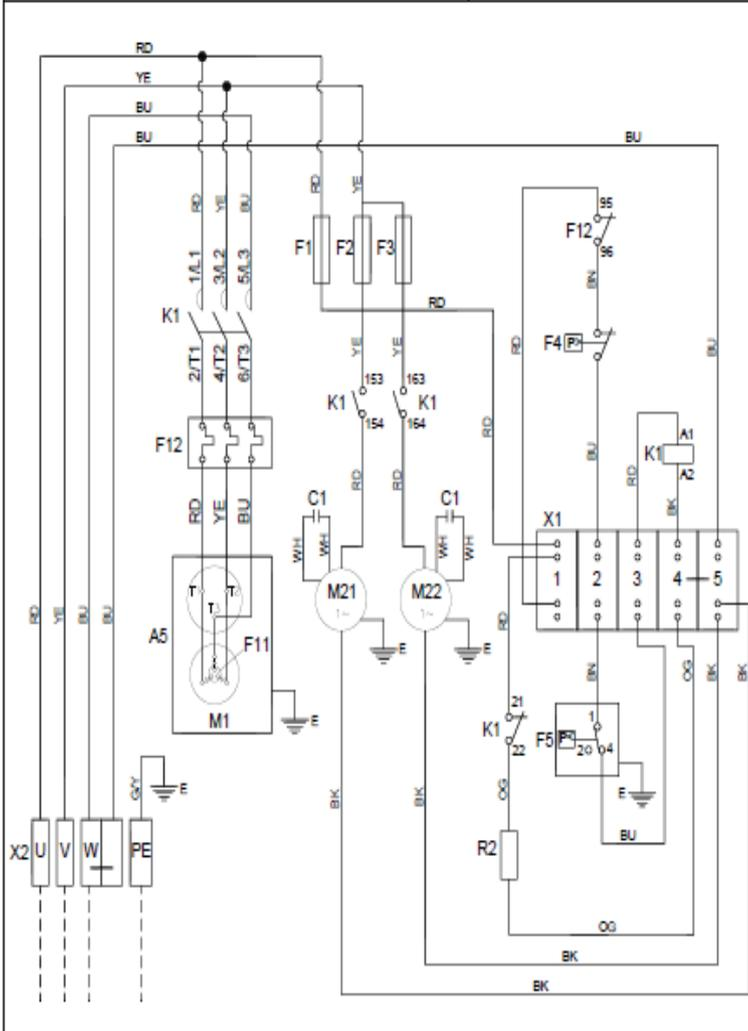 RD
YE
BU
BU
BU
RD
YE
BU
RD
YE
1/L1
3/L2
5/L3
K1
2/T1
4/T2
6/T3
F1
F2
F3
RD
YE
YE
F12
95
96
BN
F4
P>
RD
BU
BU
153
154
K1
163
164
K1
RD
RD
RD
F12
RD
YE
BU
C1
WH
WH
C1
WH
WH
RD
K1
A1
A2
BK
X1
1
2
3
4
5
A5
T
T
T
F11
M1
E
M21
1~
E
M22
1~
E
RD
YE
BU
BU
RD
BN
OG
BK
BK
K1
21
22
F5
P<
1
2
4
E
BU
OG
R2
BK
BK
G/Y
E
X2
U
V
W
PE
OG
BK
BK